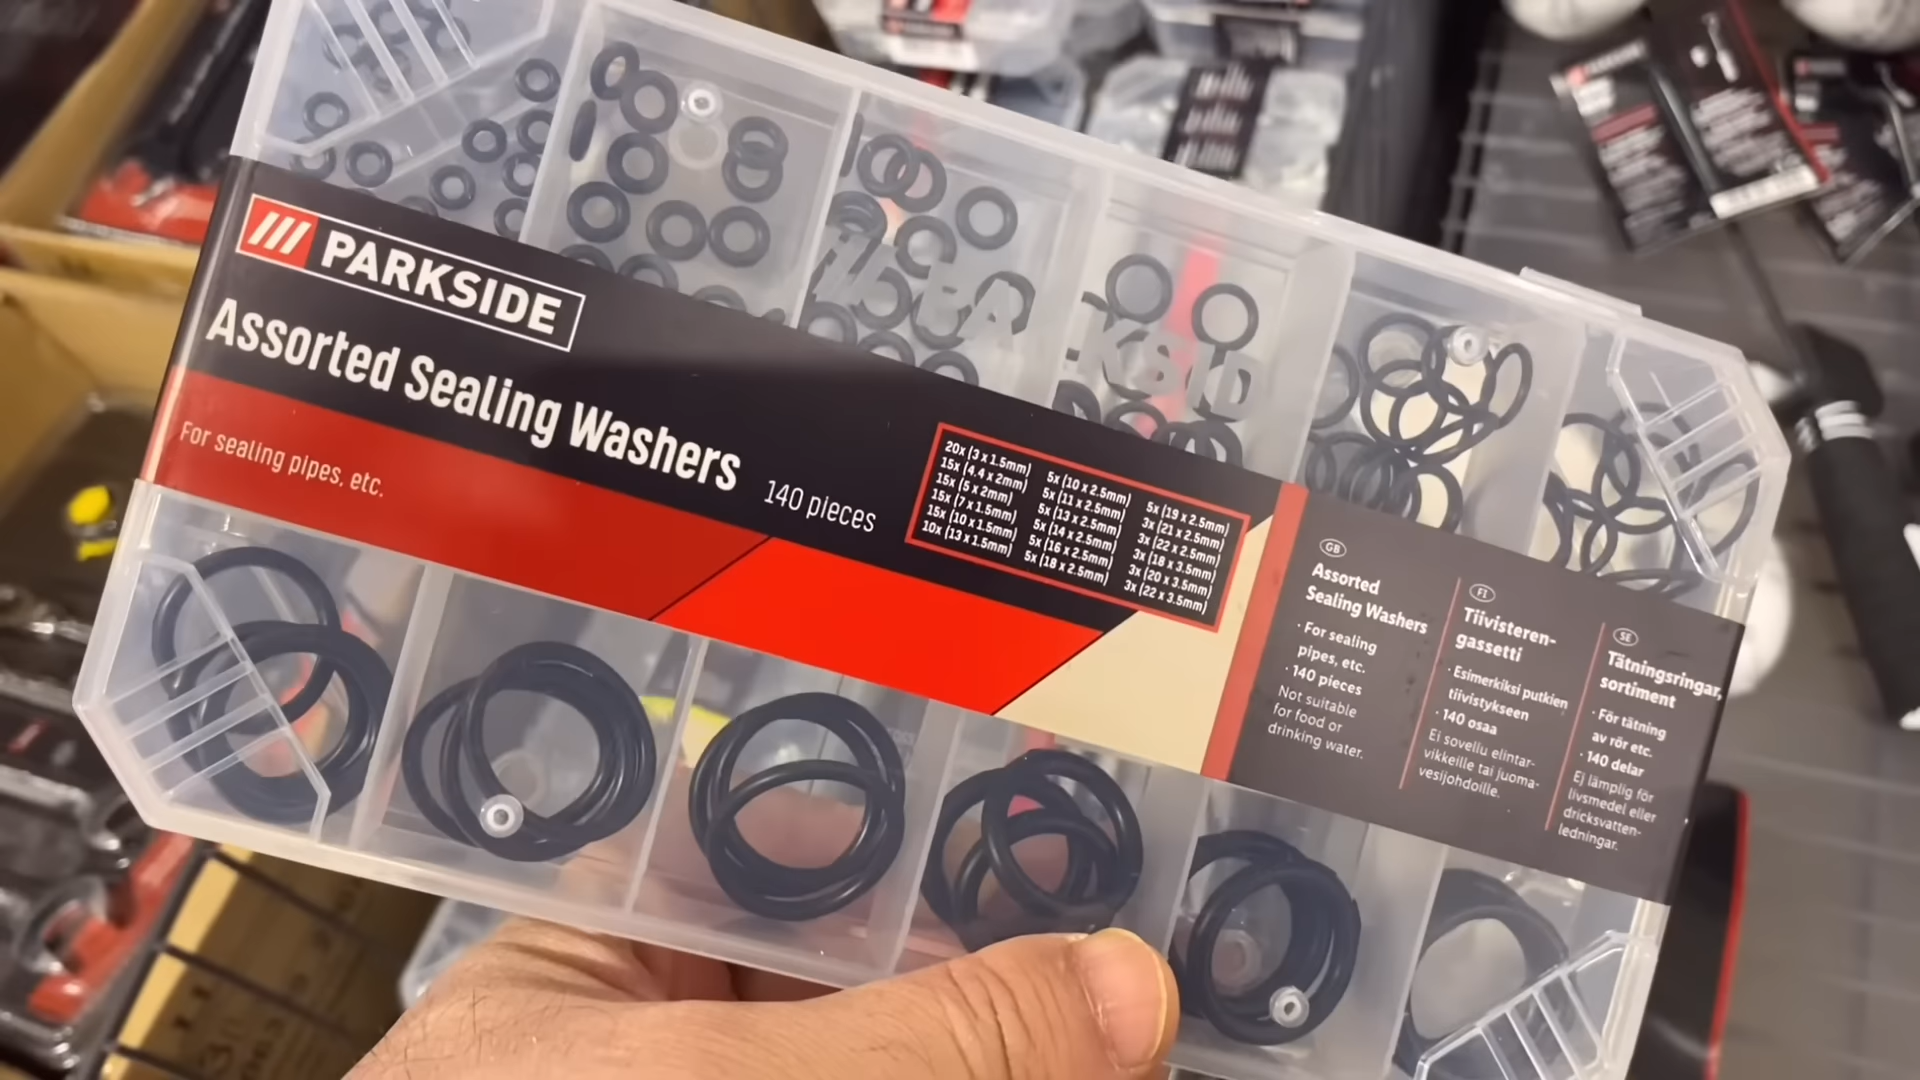 PARKSIDE
Assorted Sealing Washers
140 pieces
For sealing pipes, etc.
20x (3 x 1.5mm)
15x (4.4 x 2mm)
15x (5 x 2mm)
15x (7 x 1.5mm)
15x (10 x 1.5mm)
10x (13 x 1.5mm)
5x (10 x 2.5mm)
5x (11 x 2.5mm)
5x (13 x 2.5mm)
5x (14 x 2.5mm)
5x (16 x 2.5mm)
5x (18 x 2.5mm)
5x (19 x 2.5mm)
3x (21 x 2.5mm)
3x (22 x 2.5mm)
3x (18 x 3.5mm)
3x (20 x 3.5mm)
3x (22 x 3.5mm)
GB
Assorted
Sealing Washers
· For sealing
pipes, etc.
· 140 pieces
Not suitable
for food or
drinking water.
FI
Tiivisteren-
gassetti
· Esimerkiksi putkien
tiivistykseen
· 140 osaa
Ei sovellu elintar-
vikkeille tai juoma-
vesijohdoille.
SE
Tätningsringar,
sortiment
· För tätning
av rör etc.
· 140 delar
Ej lämplig för
livsmedel eller
dricksvatten-
ledningar.